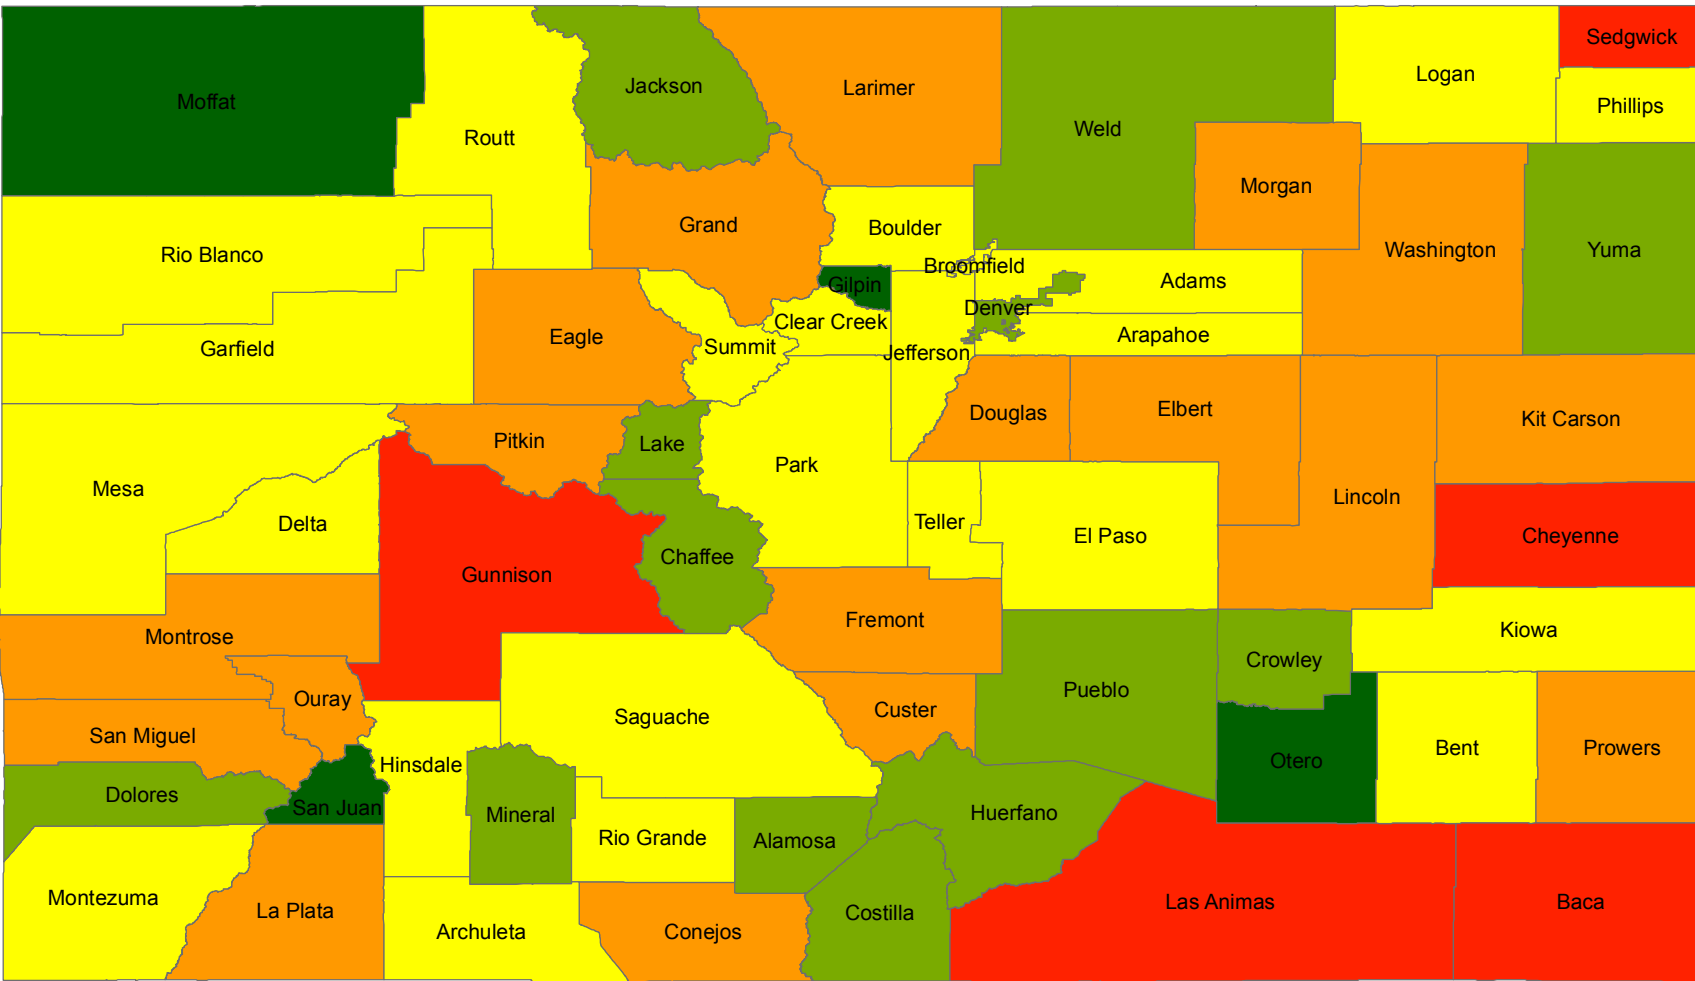 Sedgwick
Logan
Jackson
Larimer
Moffat
Phillips
Weld
Routt
Morgan
Grand
Boulder
Washington
Yuma
Rio Blanco
Broomfield
Adams
Gilpin
Denver
Clear Creek
Arapahoe
Eagle
Summit
Garfield
Jefferson
Elbert
Douglas
Kit Carson
Pitkin
Lake
Park
Mesa
Lincoln
Teller
Delta
El Paso
Cheyenne
Chaffee
Gunnison
Fremont
Kiowa
Montrose
Crowley
Pueblo
Ouray
Custer
Saguache
San Miguel
Bent
Prowers
Otero
Hinsdale
Dolores
San Juan
Huerfano
Mineral
Rio Grande
Alamosa
Montezuma
Las Animas
Baca
La Plata
Costilla
Archuleta
Conejos